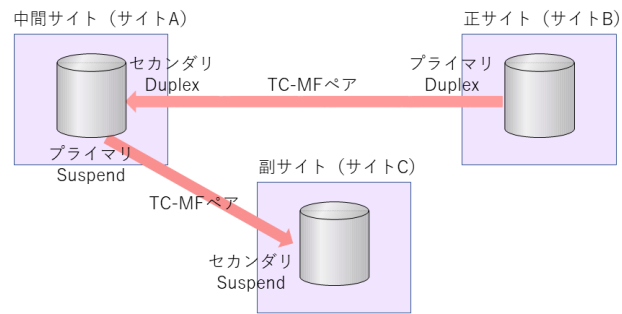 中間サイト（サイトA）
正サイト（サイトB）
セカンダリ
Duplex
TC-MFペア
プライマリ
Duplex
プライマリ
Suspend
副サイト（サイトC）
TC-MFペア
セカンダリ
Suspend